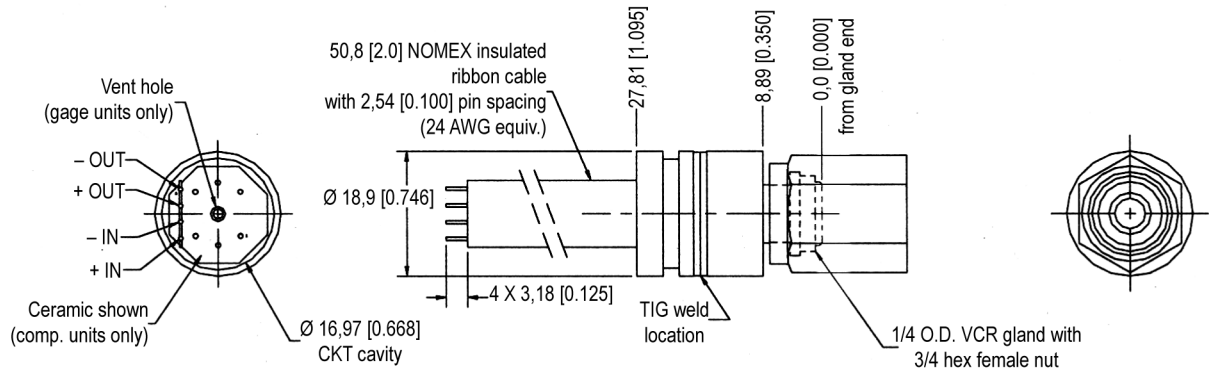 Vent hole
(gage units only)
– OUT
+ OUT
– IN
+ IN
Ceramic shown
(comp. units only)
Ø 16,97 [0.668]
CKT cavity
50,8 [2.0] NOMEX insulated
ribbon cable
with 2,54 [0.100] pin spacing
(24 AWG equiv.)
Ø 18,9 [0.746]
4 X 3,18 [0.125]
27,81 [1.095]
8,89 [0.350]
0,0 [0.000]
from gland end
TIG weld
location
1/4 O.D. VCR gland with
3/4 hex female nut